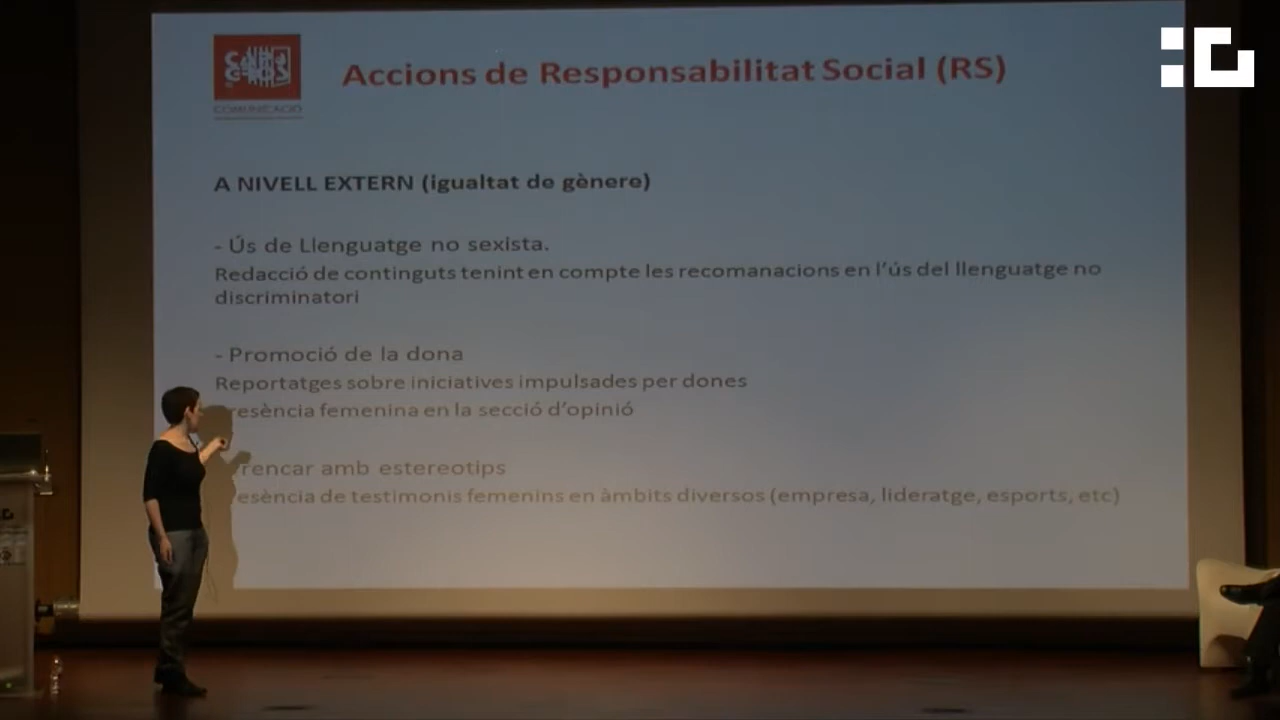 COMUNICACIÓ
Accions de Responsabilitat Social (RS)
A NIVELL EXTERN (igualtat de gènere)
- Ús de Llenguatge no sexista.
Redacció de continguts tenint en compte les recomanacions en l'ús del llenguatge no
discriminatori
- Promoció de la dona
Reportatges sobre iniciatives impulsades per dones
resència femenina en la secció d'opinió
rencar amb estereotips
esència de testimonis femenins en àmbits diversos (empresa, lideratge, esports, etc)